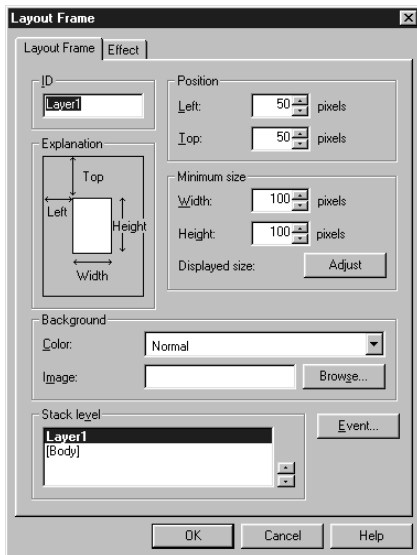 Layout Frame
Layout Frame Effect
ID
Layer1
Position
Left: 50 pixels
Top: 50 pixels
Explanation
Top
Left
Height
Width
Minimum size
Width: 100 pixels
Height: 100 pixels
Displayed size: Adjust
Background
Color: Normal
Image: Browse...
Stack level
Layer1
[Body]
Event...
OK Cancel Help